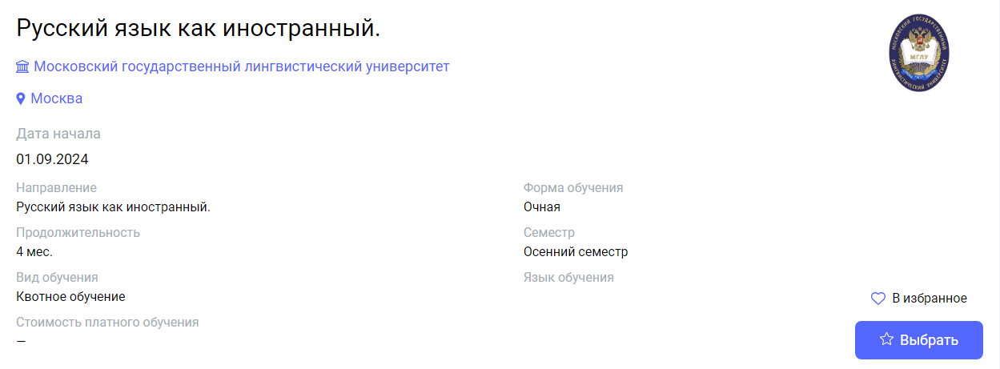 Русский язык как иностранный.
Московский государственный лингвистический университет
Москва
МОСКОВСКИЙ ГОСУДАРСТВЕННЫЙ
МГЛУ
ЛИНГВИСТИЧЕСКИЙ УНИВЕРСИТЕТ
Дата начала
01.09.2024
Направление
Русский язык как иностранный.
Форма обучения
Очная
Продолжительность
4 мес.
Семестр
Осенний семестр
Вид обучения
Квотное обучение
Язык обучения
Стоимость платного обучения
—
В избранное
Выбрать